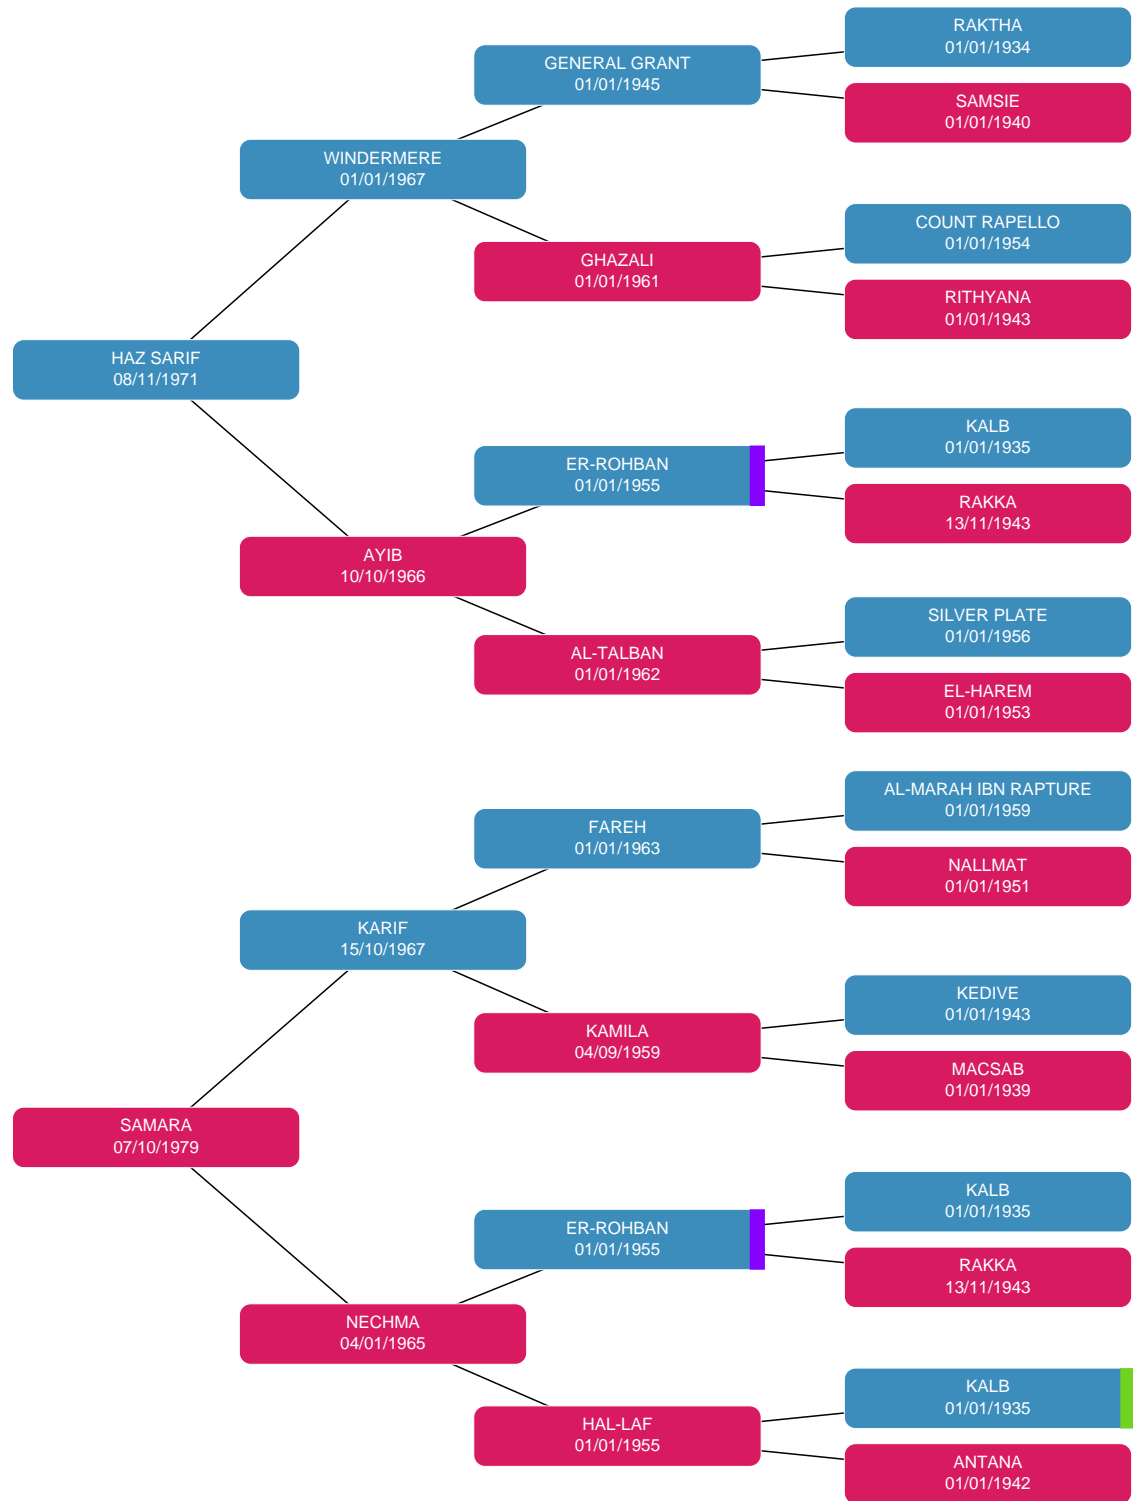 RAKTHA
01/01/1934
GENERAL GRANT
01/01/1945
SAMSIE
01/01/1940
WINDERMERE
01/01/1967
COUNT RAPELLO
01/01/1954
GHAZALI
01/01/1961
RITHYANA
01/01/1943
HAZ SARIF
08/11/1971
KALB
01/01/1935
ER-ROHBAN
01/01/1955
RAKKA
13/11/1943
AYIB
10/10/1966
SILVER PLATE
01/01/1956
AL-TALBAN
01/01/1962
EL-HAREM
01/01/1953
AL-MARAH IBN RAPTURE
01/01/1959
FAREH
01/01/1963
NALLMAT
01/01/1951
KARIF
15/10/1967
KEDIVE
01/01/1943
KAMILA
04/09/1959
MACSAB
01/01/1939
SAMARA
07/10/1979
KALB
01/01/1935
ER-ROHBAN
01/01/1955
RAKKA
13/11/1943
NECHMA
04/01/1965
KALB
01/01/1935
HAL-LAF
01/01/1955
ANTANA
01/01/1942